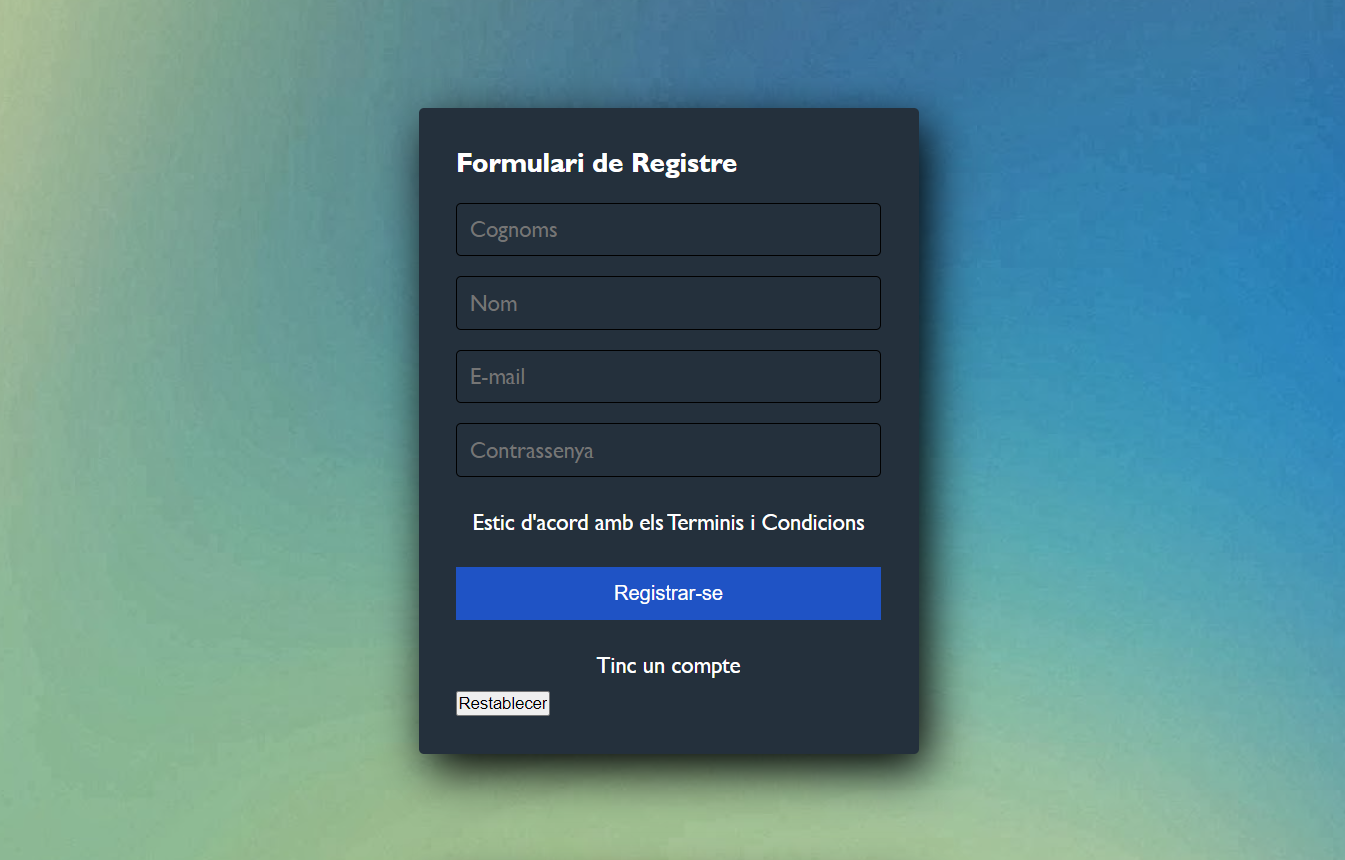 Formulari de Registre
Cognoms
Nom
E-mail
Contrassenya
Estic d'acord amb els Terminis i Condicions
Registrar-se
Tinc un compte
Restablecer